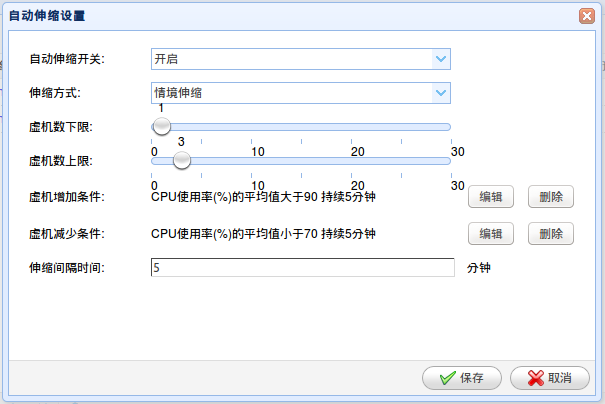 自动伸缩设置
自动伸缩开关: 开启
伸缩方式: 情境伸缩
1
虚机数下限:
0 10 20 30
3
虚机数上限:
0 10 20 30
虚机增加条件: CPU使用率(%)的平均值大于90 持续5分钟 编辑 删除
虚机减少条件: CPU使用率(%)的平均值小于70 持续5分钟 编辑 删除
伸缩间隔时间: 5 分钟
保存 取消